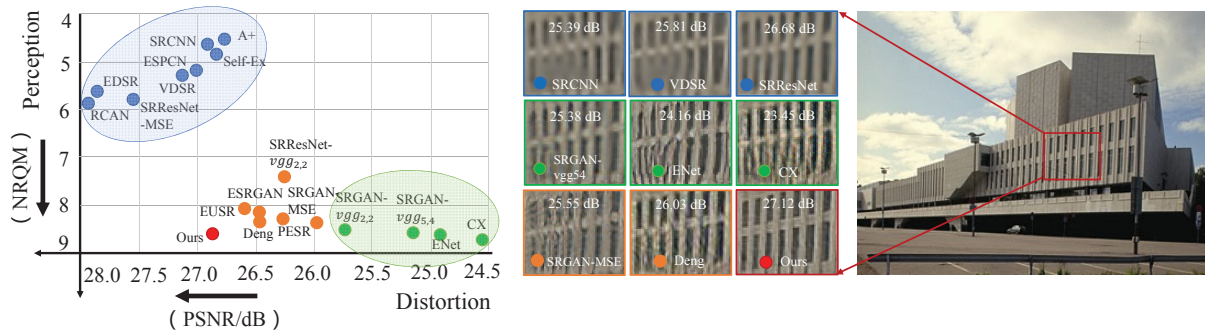 Perception
( NRQM )
4
5
6
7
8
9
SRCNN
A+
ESPCN
Self-Ex
EDSR
VDSR
RCAN
SRResNet
-MSE
SRResNet-
vgg2,2
ESRGAN
SRGAN-
MSE
EUSR
Ours
Deng
PESR
SRGAN-
vgg2,2
SRGAN-
vgg5,4
CX
ENet
28.0 27.5 27.0 26.5 26.0 25.5 25.0 24.5
Distortion
( PSNR/dB )
25.39 dB
SRCNN
25.81 dB
VDSR
26.68 dB
SRResNet
25.38 dB
SRGAN-
vgg54
24.16 dB
ENet
23.45 dB
CX
25.55 dB
SRGAN-MSE
26.03 dB
Deng
27.12 dB
Ours